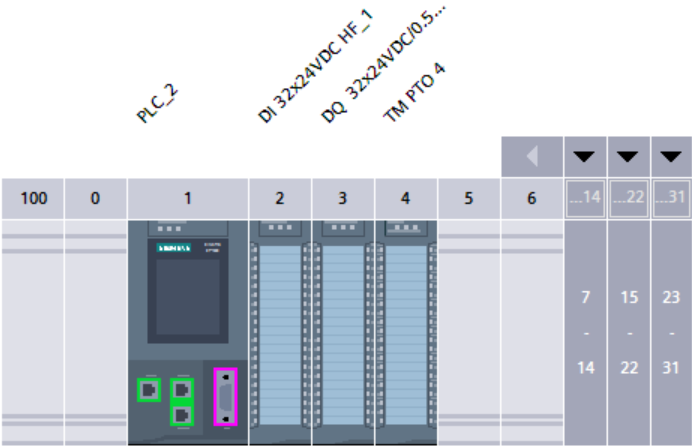 PLC_2
DI 32x24VDC HF_1
DQ 32x24VDC/0.5...
TM PTO 4
100 0 1 2 3 4 5 6 ...14 ...22 ...31
SIEMENS
7 15 23
- - -
14 22 31